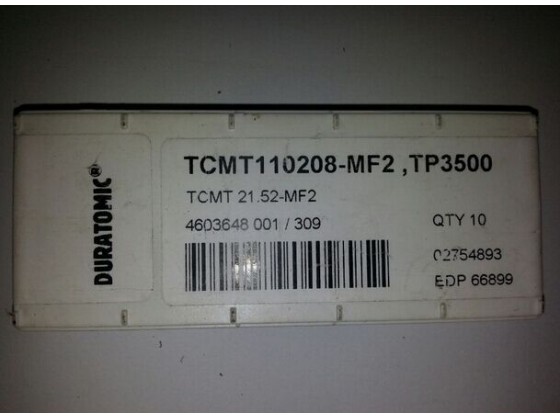 DURATOMIC®
TCMT110208-MF2 ,TP3500
TCMT 21.52-MF2
4603648 001 / 309
QTY 10
02754893
EDP 66899